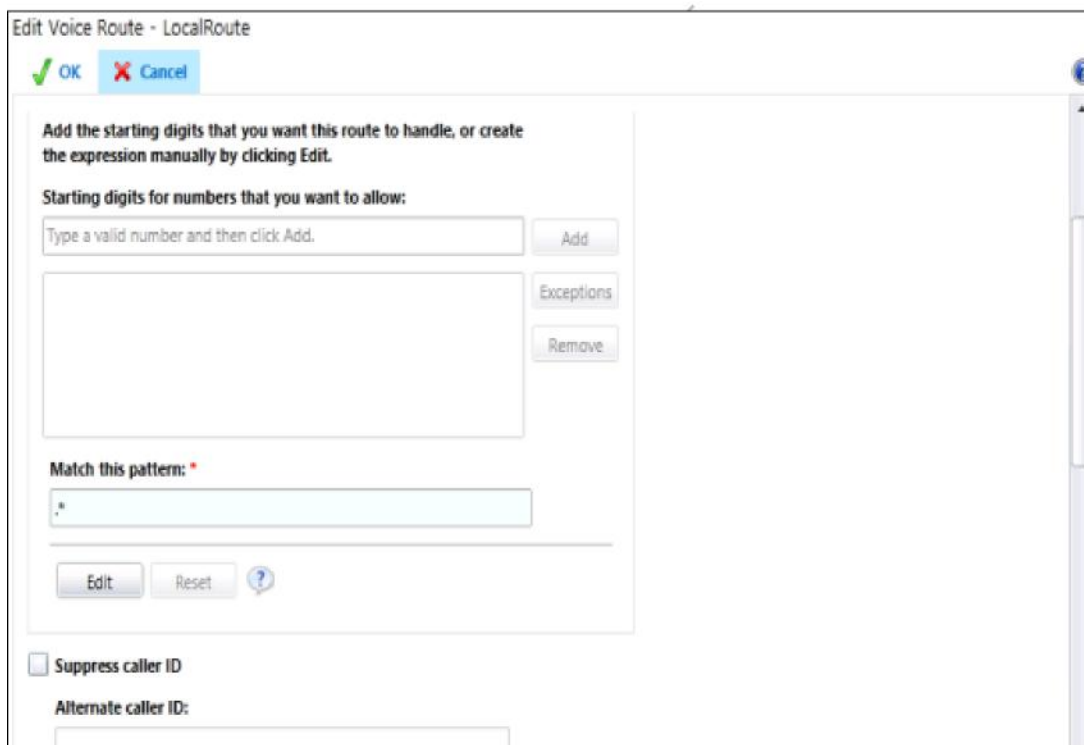 Edit Voice Route - LocalRoute
OK Cancel
Add the starting digits that you want this route to handle, or create
the expression manually by clicking Edit.
Starting digits for numbers that you want to allow:
Type a valid number and then click Add.
Add
Exceptions
Remove
Match this pattern: *
.*
Edit Reset ?
Suppress caller ID
Alternate caller ID: